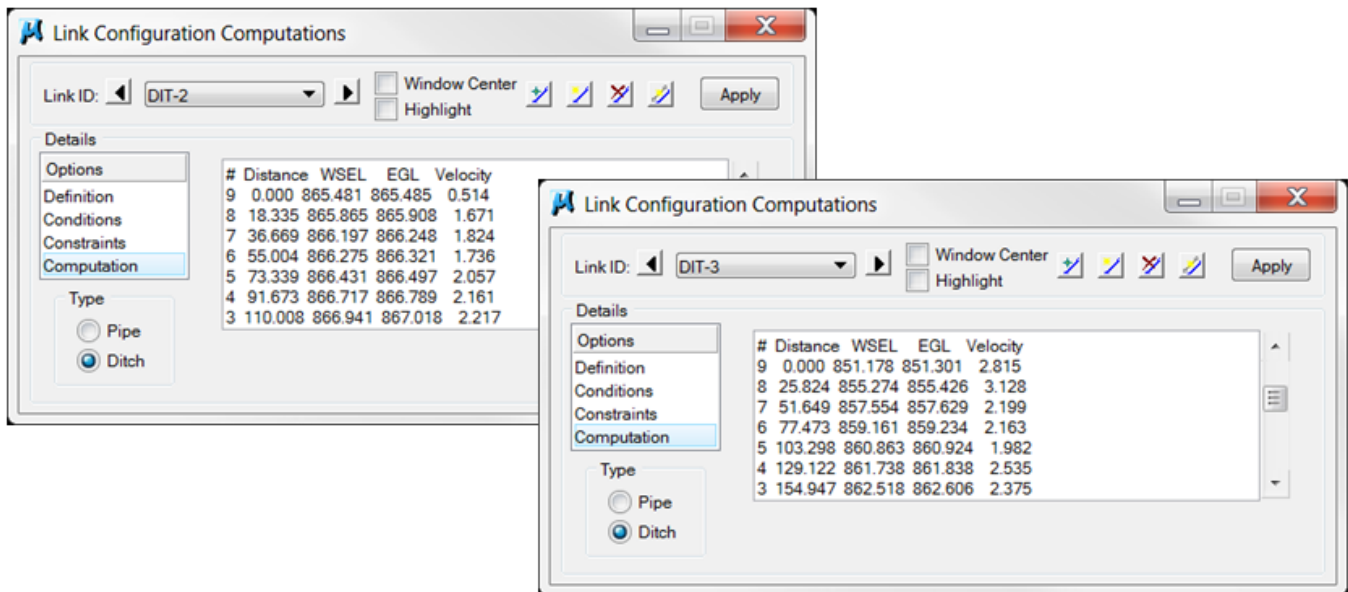 Link Configuration Computations
Link ID: DIT-2 Window Center
Highlight
Apply
Details
Options
Definition
Conditions
Constraints
Computation
Type
Pipe
Ditch
# Distance WSEL EGL Velocity
9 0.000 865.481 865.485 0.514
8 18.335 865.865 865.908 1.671
7 36.669 866.197 866.248 1.824
6 55.004 866.275 866.321 1.736
5 73.339 866.431 866.497 2.057
4 91.673 866.717 866.789 2.161
3 110.008 866.941 867.018 2.217
Link Configuration Computations
Link ID: DIT-3 Window Center
Highlight
Apply
Details
Options
Definition
Conditions
Constraints
Computation
Type
Pipe
Ditch
# Distance WSEL EGL Velocity
9 0.000 851.178 851.301 2.815
8 25.824 855.274 855.426 3.128
7 51.649 857.554 857.629 2.199
6 77.473 859.161 859.234 2.163
5 103.298 860.863 860.924 1.982
4 129.122 861.738 861.838 2.535
3 154.947 862.518 862.606 2.375